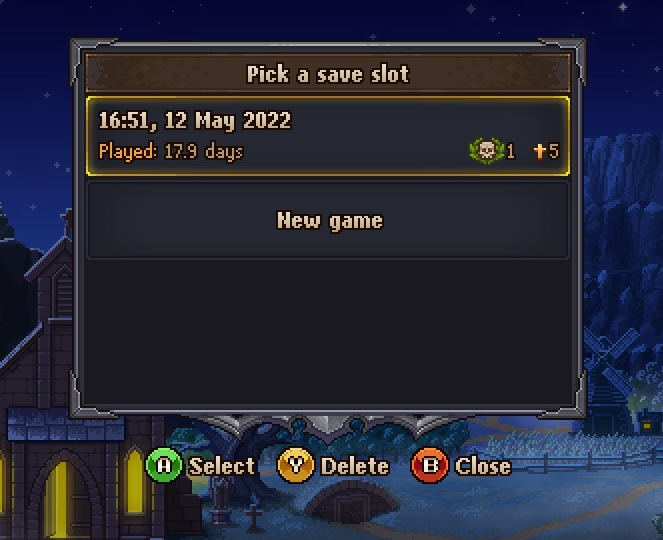 Pick a save slot
16:51, 12 May 2022
Played: 17.9 days
1 5
New game
A Select Y Delete B Close